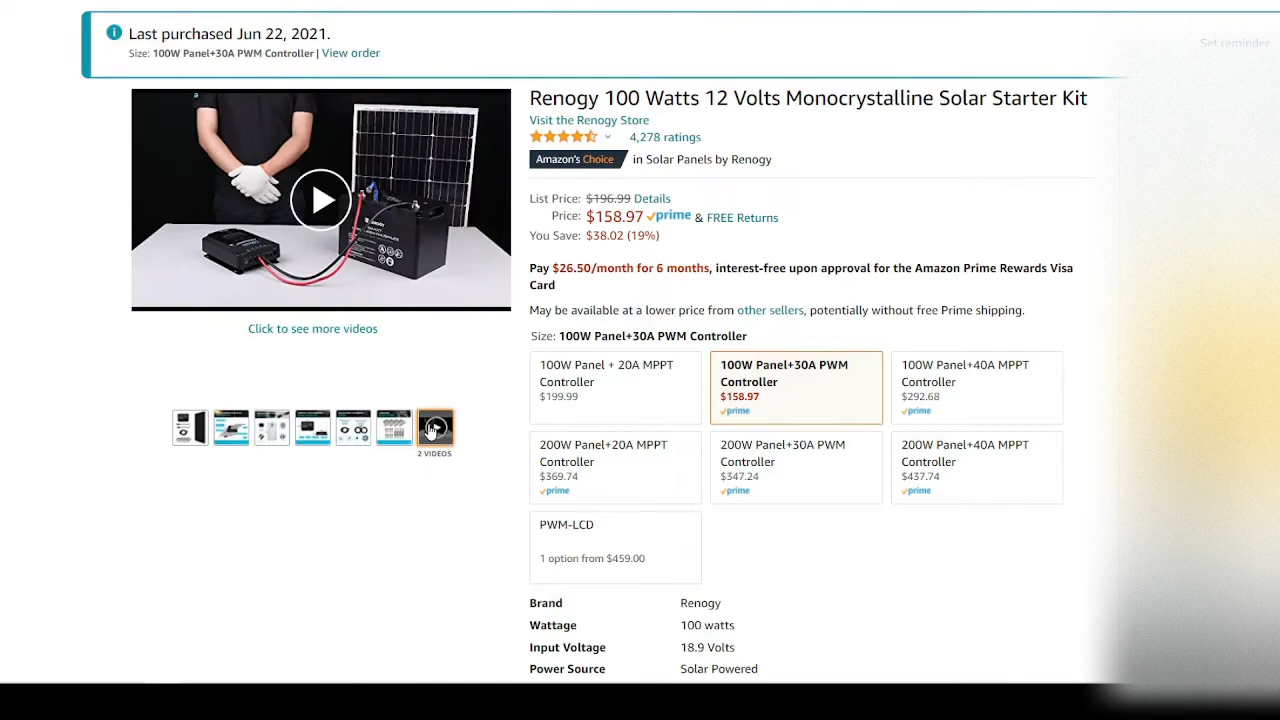 Last purchased Jun 22, 2021.
Size: 100W Panel+30A PWM Controller | View order
Set reminder
Renogy 100 Watts 12 Volts Monocrystalline Solar Starter Kit
Visit the Renogy Store
4,278 ratings
Amazon's Choice in Solar Panels by Renogy
List Price: $196.99 Details
Price: $158.97 prime & FREE Returns
You Save: $38.02 (19%)
Pay $26.50/month for 6 months, interest-free upon approval for the Amazon Prime Rewards Visa
Card
May be available at a lower price from other sellers, potentially without free Prime shipping.
Click to see more videos
Size: 100W Panel+30A PWM Controller
100W Panel + 20A MPPT
Controller
$199.99
100W Panel+30A PWM
Controller
$158.97
prime
100W Panel+40A MPPT
Controller
$292.68
prime
2 VIDEOS
200W Panel+20A MPPT
Controller
$369.74
prime
200W Panel+30A PWM
Controller
$347.24
prime
200W Panel+40A MPPT
Controller
$437.74
prime
PWM-LCD
1 option from $459.00
Brand Renogy
Wattage 100 watts
Input Voltage 18.9 Volts
Power Source Solar Powered